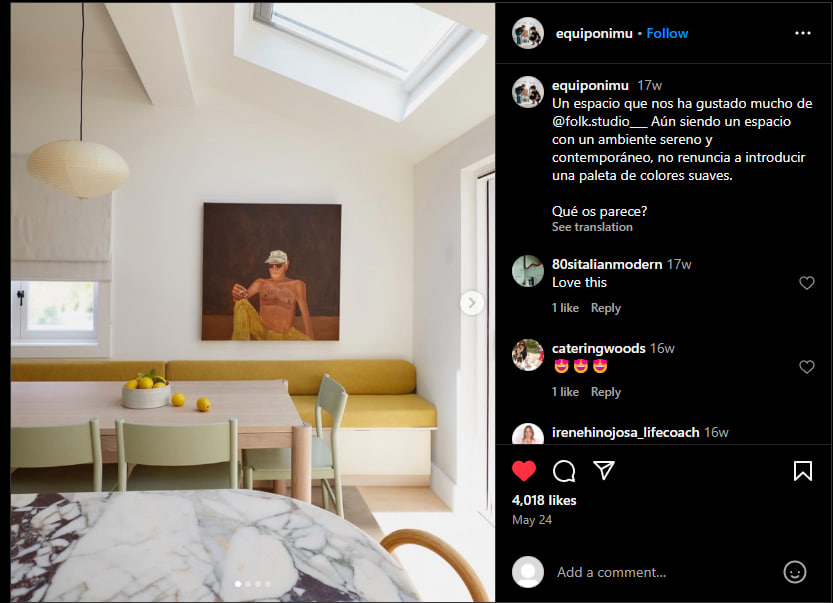 equiponimu • Follow
equiponimu 17w
Un espacio que nos ha gustado mucho de
@folk.studio___ Aún siendo un espacio
con un ambiente sereno y
contemporáneo, no renuncia a introducir
una paleta de colores suaves.
Qué os parece?
See translation
80sitalianmodern 17w
Love this
1 like Reply
cateringwoods 16w
😍😍😍
1 like Reply
irenehinojosa_lifecoach 16w
4,018 likes
May 24
Add a comment...